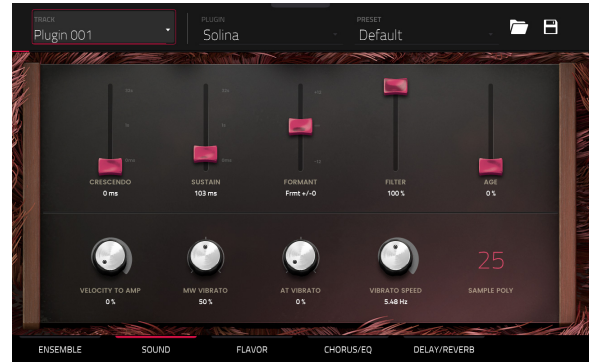 TRACK
Plugin 001
PLUGIN
Solina
PRESET
Default
CRESCENDO
0 ms
SUSTAIN
103 ms
FORMANT
Frmt +/-0
FILTER
100 %
AGE
0 %
VELOCITY TO AMP
0 %
MW VIBRATO
50 %
AT VIBRATO
0 %
VIBRATO SPEED
5.48 Hz
25
SAMPLE POLY
ENSEMBLE
SOUND
FLAVOR
CHORUS/EQ
DELAY/REVERB